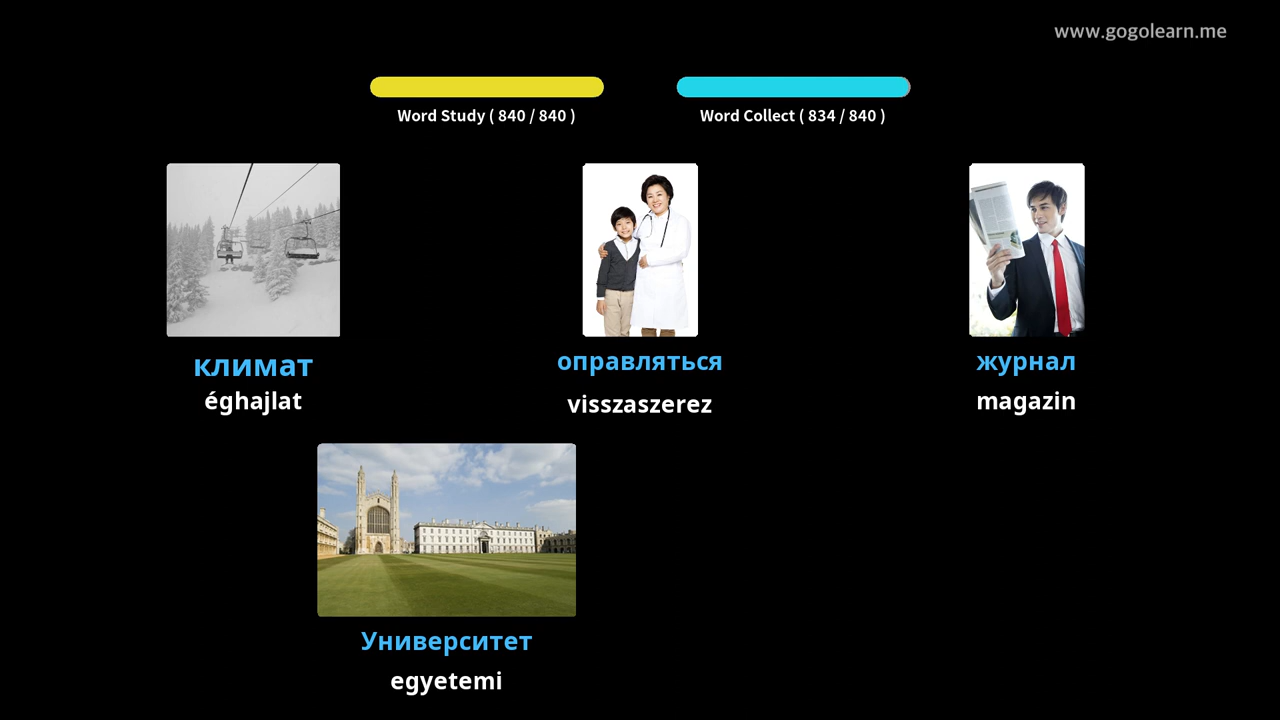 www.gogolearn.me
Word Study ( 840 / 840 )
Word Collect ( 834 / 840 )
климат
éghajlat
оправляться
visszaszerez
журнал
magazin
Университет
egyetemi